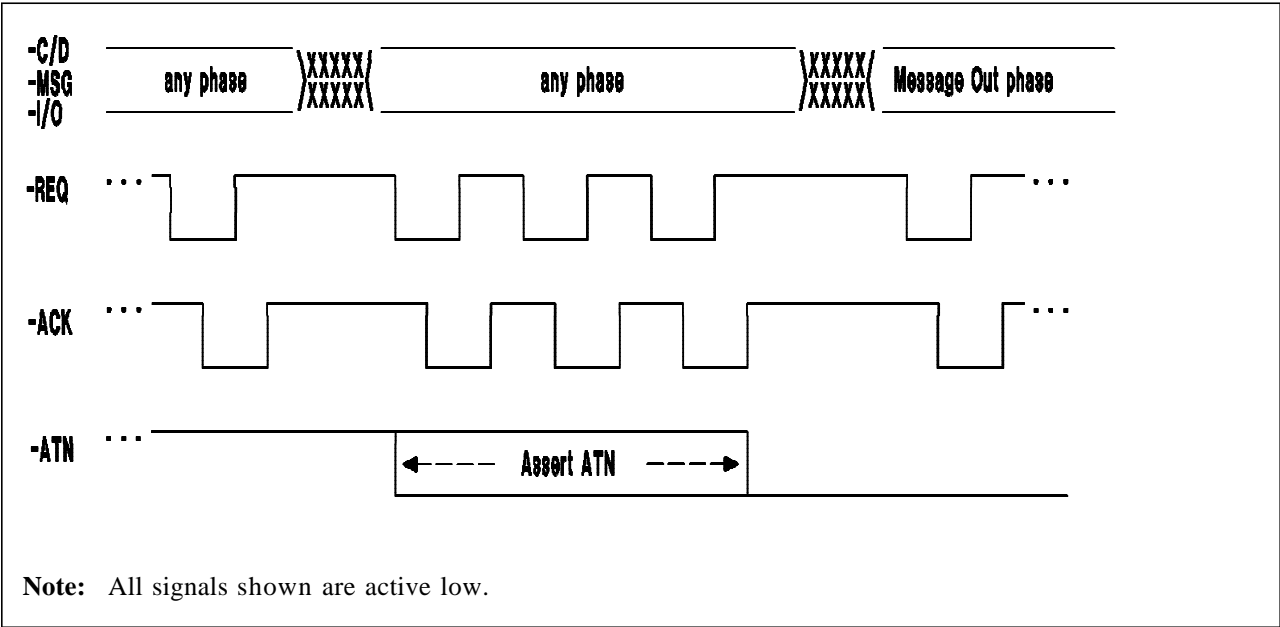 -C/D
-MSG
-I/O
any phase
XXXXX
XXXXX
any phase
XXXXX
XXXXX
Message Out phase
-REQ ... ...
-ACK ... ...
-ATN ...
Assert ATN
Note: All signals shown are active low.